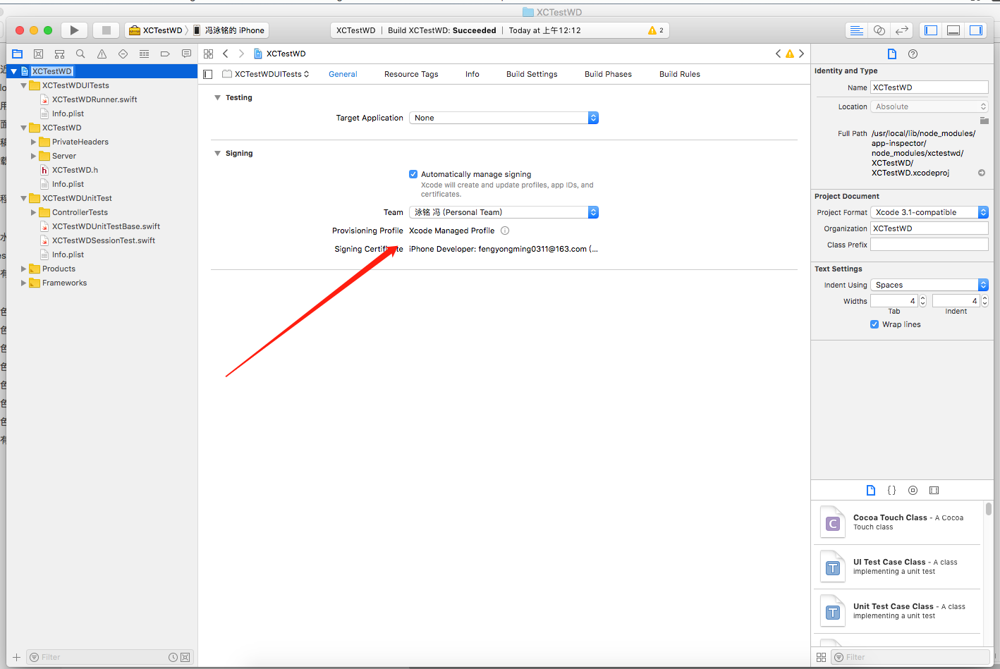 XCTestWD
XCTestWD 冯泳铭的 iPhone
XCTestWD | Build XCTestWD: Succeeded | Today at 上午12:12
2
XCTestWD
XCTestWD
XCTestWDUITests
XCTestWDRunner.swift
Info.plist
XCTestWD
PrivateHeaders
Server
XCTestWD.h
Info.plist
XCTestWDUnitTest
ControllerTests
XCTestWDUnitTestBase.swift
XCTestWDSessionTest.swift
Info.plist
Products
Frameworks
Filter
XCTestWDUITests
General
Resource Tags
Info
Build Settings
Build Phases
Build Rules
Testing
Target Application None
Signing
Automatically manage signing
Xcode will create and update profiles, app IDs, and
certificates.
Team 泳铭 冯 (Personal Team)
Provisioning Profile Xcode Managed Profile
Signing Certificate iPhone Developer: fengyongming0311@163.com (...
Identity and Type
Name XCTestWD
Location Absolute
Full Path /usr/local/lib/node_modules/
app-inspector/
node_modules/xctestwd/
XCTestWD/
XCTestWD.xcodeproj
Project Document
Project Format Xcode 3.1-compatible
Organization XCTestWD
Class Prefix
Text Settings
Indent Using Spaces
Widths 4 4
Tab Indent
Wrap lines
Cocoa Touch Class - A Cocoa
Touch class
UI Test Case Class - A class
implementing a unit test
Unit Test Case Class - A class
implementing a unit test
Filter